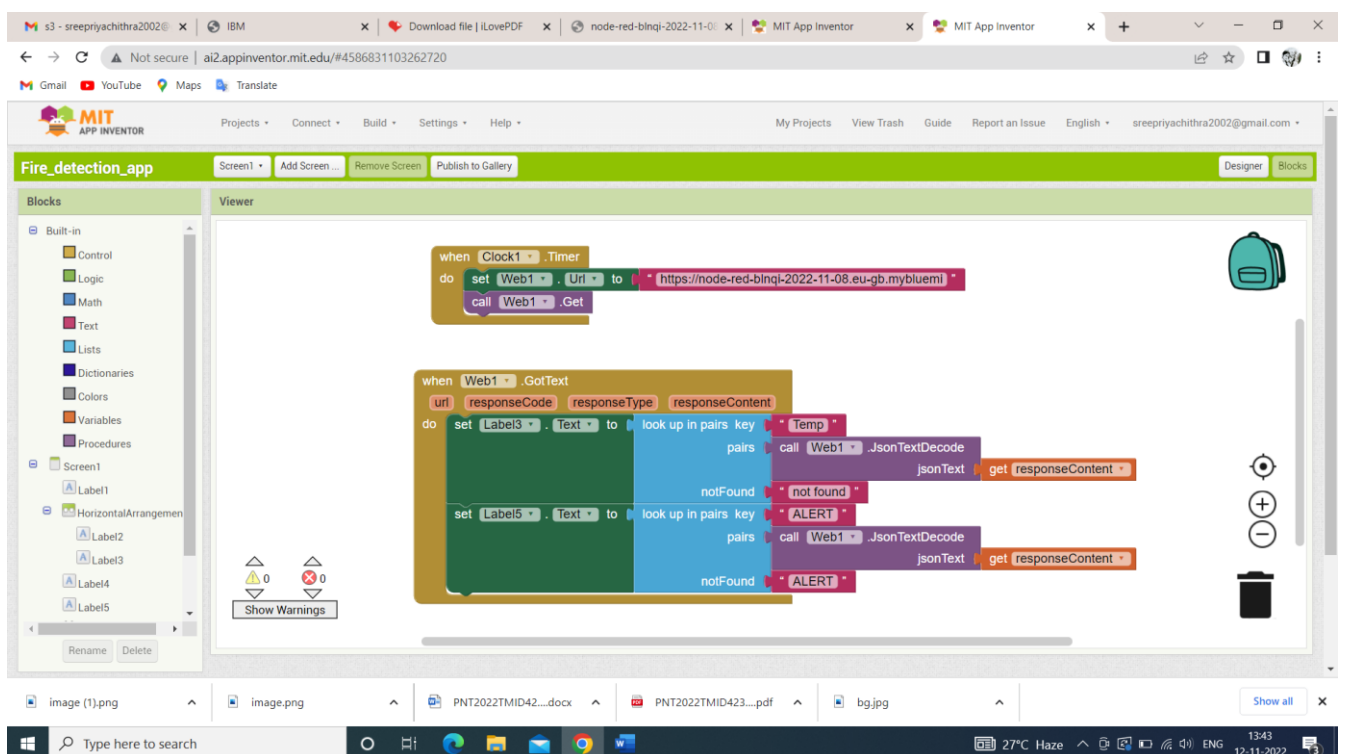 s3 - sreepriyachithra2002@
IBM
Download file | iLovePDF
node-red-blnqi-2022-11-08
MIT App Inventor
MIT App Inventor
Not secure | ai2.appinventor.mit.edu/#4586831103262720
Gmail YouTube Maps Translate
MIT
APP INVENTOR
Projects Connect Build Settings Help My Projects View Trash Guide Report an Issue English sreepriyachithra2002@gmail.com
Fire_detection_app Screen1 Add Screen ... Remove Screen Publish to Gallery Designer Blocks
Blocks
Viewer
Built-in
Control
Logic
Math
Text
Lists
Dictionaries
Colors
Variables
Procedures
Screen1
Label1
HorizontalArrangemen
Label2
Label3
Label4
Label5
Rename Delete
when Clock1 .Timer
do set Web1 . Url to " https://node-red-blnqi-2022-11-08.eu-gb.mybluemi "
call Web1 .Get
when Web1 .GotText
url responseCode responseType responseContent
do set Label3 . Text to look up in pairs key " Temp "
pairs call Web1 .JsonTextDecode
jsonText get responseContent
notFound " not found "
set Label5 . Text to look up in pairs key " ALERT "
pairs call Web1 .JsonTextDecode
jsonText get responseContent
notFound " ALERT "
0 0
Show Warnings
image (1).png image.png PNT2022TMID42....docx PNT2022TMID423....pdf bg.jpg Show all
Type here to search
27°C Haze ENG
13:43
12-11-2022
3